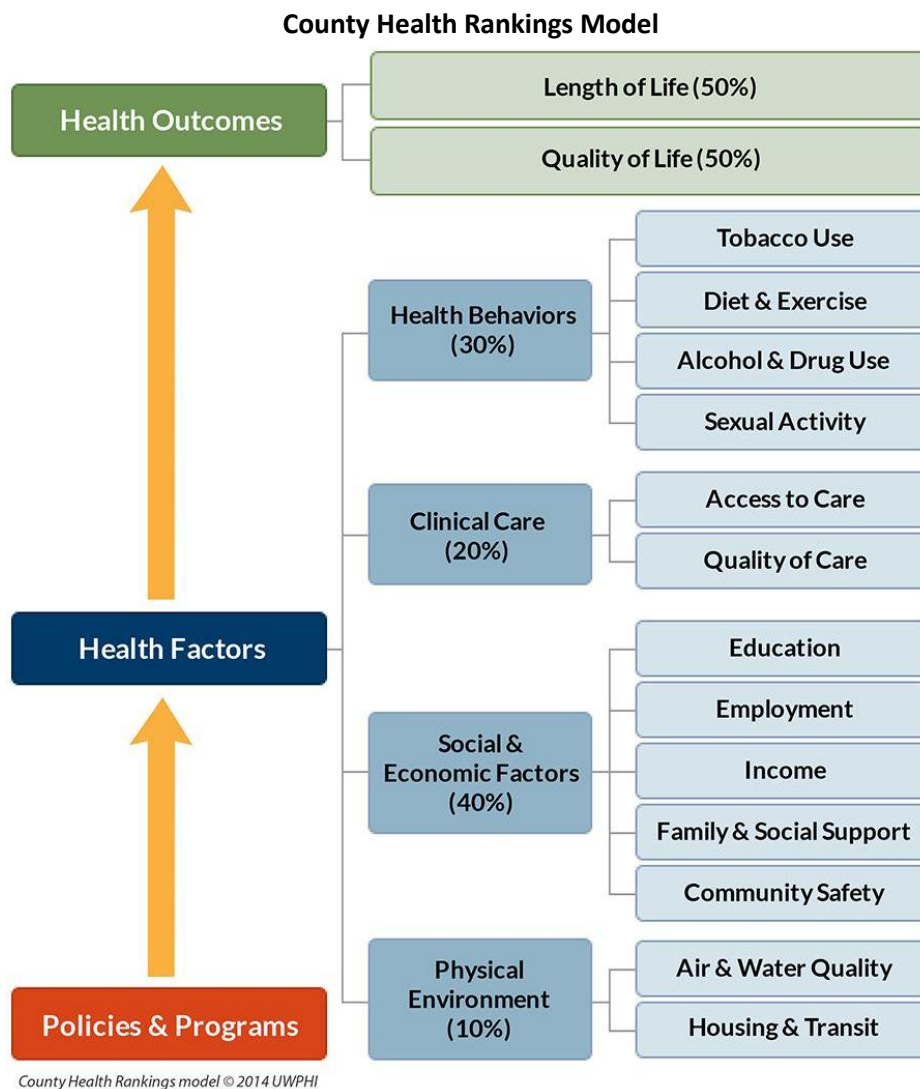 County Health Rankings Model
Health Outcomes
Length of Life (50%)
Quality of Life (50%)
Health Behaviors
(30%)
Tobacco Use
Diet & Exercise
Alcohol & Drug Use
Sexual Activity
Clinical Care
(20%)
Access to Care
Quality of Care
Health Factors
Social &
Economic Factors
(40%)
Education
Employment
Income
Family & Social Support
Community Safety
Physical
Environment
(10%)
Air & Water Quality
Housing & Transit
Policies & Programs
County Health Rankings model © 2014 UWPHI